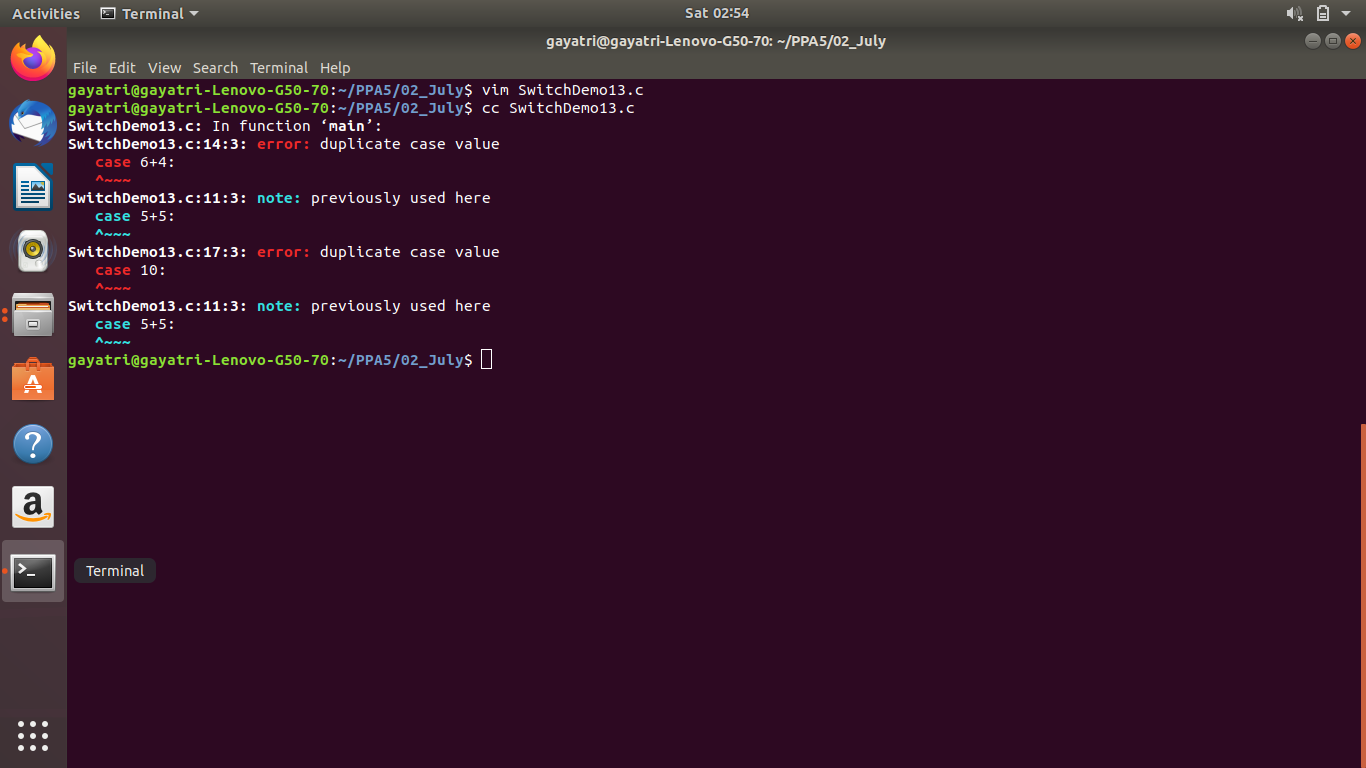 Activities Terminal Sat 02:54
gayatri@gayatri-Lenovo-G50-70: ~/PPA5/02_July
File Edit View Search Terminal Help
gayatri@gayatri-Lenovo-G50-70:~/PPA5/02_July$ vim SwitchDemo13.c
gayatri@gayatri-Lenovo-G50-70:~/PPA5/02_July$ cc SwitchDemo13.c
SwitchDemo13.c: In function ‘main’:
SwitchDemo13.c:14:3: error: duplicate case value
   case 6+4:
   ^~~~
SwitchDemo13.c:11:3: note: previously used here
   case 5+5:
   ^~~~
SwitchDemo13.c:17:3: error: duplicate case value
   case 10:
   ^~~~
SwitchDemo13.c:11:3: note: previously used here
   case 5+5:
   ^~~~
gayatri@gayatri-Lenovo-G50-70:~/PPA5/02_July$
Terminal